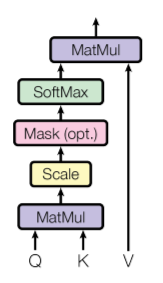 MatMul
SoftMax
Mask (opt.)
Scale
MatMul
Q K V